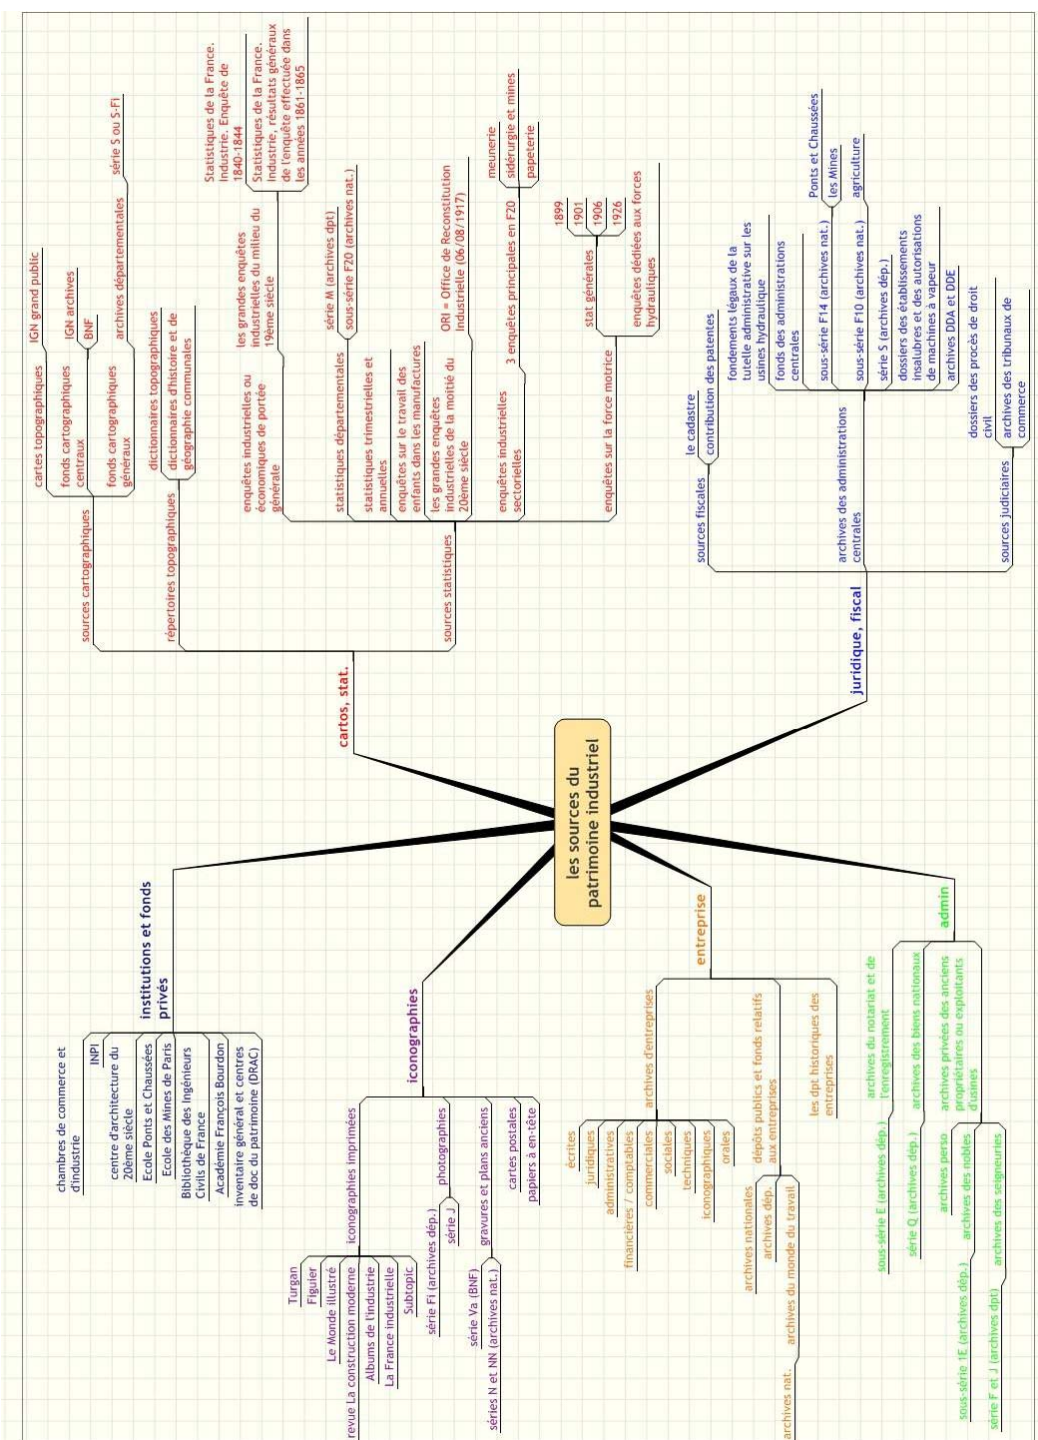 les sources du
patrimoine industriel
cartos, stat.
sources cartographiques
cartes topographiques
IGN grand public
fonds cartographiques
centraux
IGN archives
BNF
fonds cartographiques
généraux
archives départementales
série S ou S-Fi
répertoires topographiques
dictionnaires topographiques
dictionnaires d'histoire et de
géographie communales
sources statistiques
enquêtes industrielles ou
économiques de portée
générale
les grandes enquêtes
industrielles du milieu du
19ème siècle
Statistiques de la France.
Industrie. Enquête de
1840-1844
Statistiques de la France.
Industrie, résultats généraux
de l'enquête effectuée dans
les années 1861-1865
statistiques départementales
série M (archives dpt)
sous-série F20 (archives nat.)
statistiques trimestrielles et
annuelles
enquêtes sur le travail des
enfants dans les manufactures
les grandes enquêtes
industrielles de la moitié du
20ème siècle
ORI = Office de Reconstitution
Industrielle (06/08/1917)
enquêtes industrielles
sectorielles
3 enquêtes principales en F20
meunerie
sidérurgie et mines
papeterie
enquêtes sur la force motrice
stat générales
1899
1901
1906
1926
enquêtes dédiées aux forces
hydrauliques
juridique, fiscal
sources fiscales
le cadastre
contribution des patentes
archives des administrations
centrales
fondements légaux de la
tutelle administrative sur les
usines hydraulique
fonds des administrations
centrales
sous-série F14 (archives nat.)
Ponts et Chaussées
les Mines
sous-série F10 (archives nat.)
agriculture
série S (archives dép.)
dossiers des établissements
insalubres et des autorisations
de machines à vapeur
archives DDA et DDE
sources judiciaires
dossiers des procès de droit
civil
archives des tribunaux de
commerce
institutions et fonds
privés
chambres de commerce et
d'industrie
INPI
centre d'architecture du
20ème siècle
Ecole Ponts et Chaussées
Ecole des Mines de Paris
Bibliothèque des Ingénieurs
Civils de France
Académie François Bourdon
inventaire général et centres
de doc du patrimoine (DRAC)
iconographies
iconographies imprimées
Turgan
Figuier
Le Monde illustré
revue La construction moderne
Albums de l'industrie
La France industrielle
Subtopic
photographies
série Fi (archives dép.)
série J
gravures et plans anciens
série Va (BNF)
séries N et NN (archives nat.)
cartes postales
papiers à en-tête
entreprise
archives d'entreprises
écrites
juridiques
administratives
financières / comptables
commerciales
sociales
techniques
iconographiques
orales
dépôts publics et fonds relatifs
aux entreprises
archives nationales
archives dép.
archives du monde du travail
archives nat.
les dpt historiques des
entreprises
admin
archives du notariat et de
l'enregistrement
sous-série E (archives dép.)
archives des biens nationaux
série Q (archives dép.)
archives privées des anciens
propriétaires ou exploitants
d'usines
archives perso
archives des nobles
sous-série 1E (archives dép.)
archives des seigneuries
série F et J (archives dpt)